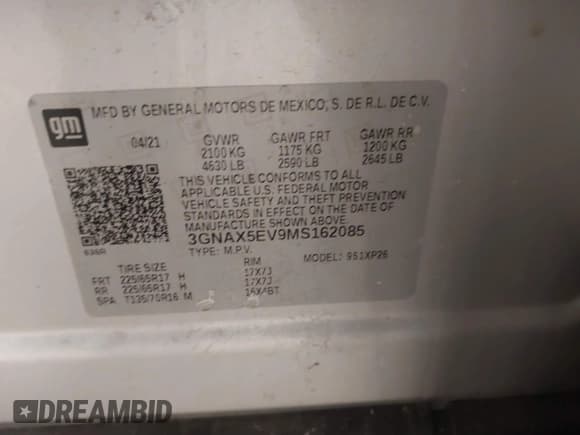 gm
MFD BY GENERAL MOTORS DE MEXICO, S. DE R.L. DE C.V.
04/21 GVWR GAWR FRT GAWR RR
2100 KG 1175 KG 1200 KG
4630 LB 2590 LB 2645 LB
THIS VEHICLE CONFORMS TO ALL
APPLICABLE U.S. FEDERAL MOTOR
VEHICLE SAFETY AND THEFT PREVENTION
STANDARDS IN EFFECT ON THE DATE OF
MANUFACTURE SHOWN ABOVE.
3GNAX5EV9MS162085
TYPE: M.P.V. MODEL: 951XP26
TIRE SIZE RIM
FRT 225/65R17 H 17X7J
RR 225/65R17 H 17X7J
SPA T135/70R16 M 16X4BT
DREAMBID